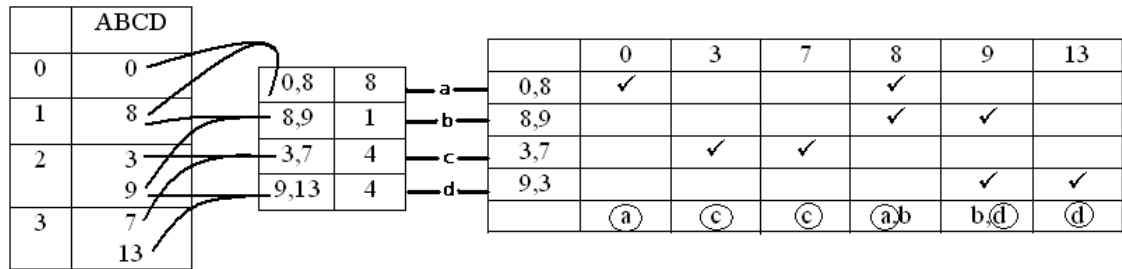 ABCD
0 0
1 8
2 3
9
3 7
13
0,8 8
8,9 1
3,7 4
9,13 4
a
b
c
d
0 3 7 8 9 13
0,8 ✓ ✓
8,9 ✓ ✓
3,7 ✓ ✓
9,3 ✓ ✓
a c c a,b b,d d